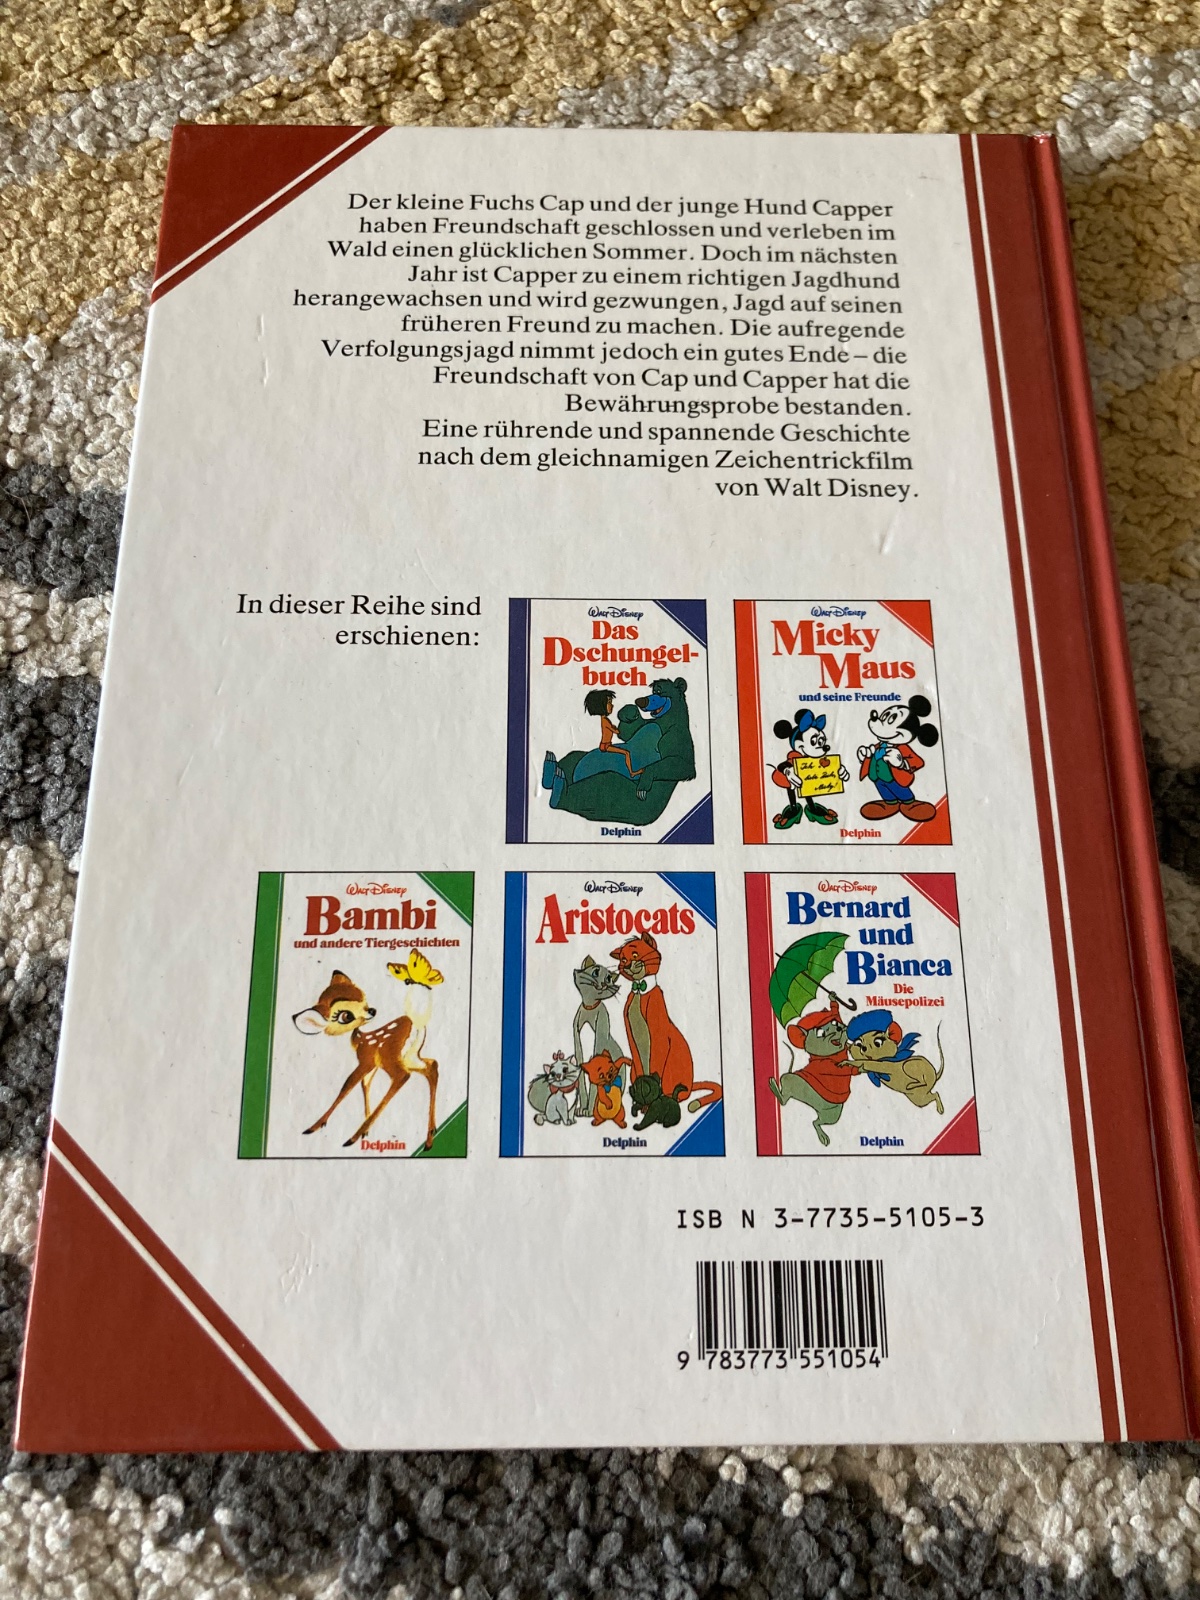 Der kleine Fuchs Cap und der junge Hund Capper
haben Freundschaft geschlossen und verleben im
Wald einen glücklichen Sommer. Doch im nächsten
Jahr ist Capper zu einem richtigen Jagdhund
herangewachsen und wird gezwungen, Jagd auf seinen
früheren Freund zu machen. Die aufregende
Verfolgungsjagd nimmt jedoch ein gutes Ende – die
Freundschaft von Cap und Capper hat die
Bewährungsprobe bestanden.
Eine rührende und spannende Geschichte
nach dem gleichnamigen Zeichentrickfilm
von Walt Disney.
In dieser Reihe sind
erschienen:
Walt Disney
Das
Dschungel-
buch
Delphin
Walt Disney
Micky
Maus
und seine Freunde
Delphin
Walt Disney
Bambi
und andere Tiergeschichten
Delphin
Walt Disney
Aristocats
Delphin
Walt Disney
Bernard
und
Bianca
Die
Mäusepolizei
Delphin
ISB N 3-7735-5105-3
9 783773 551054